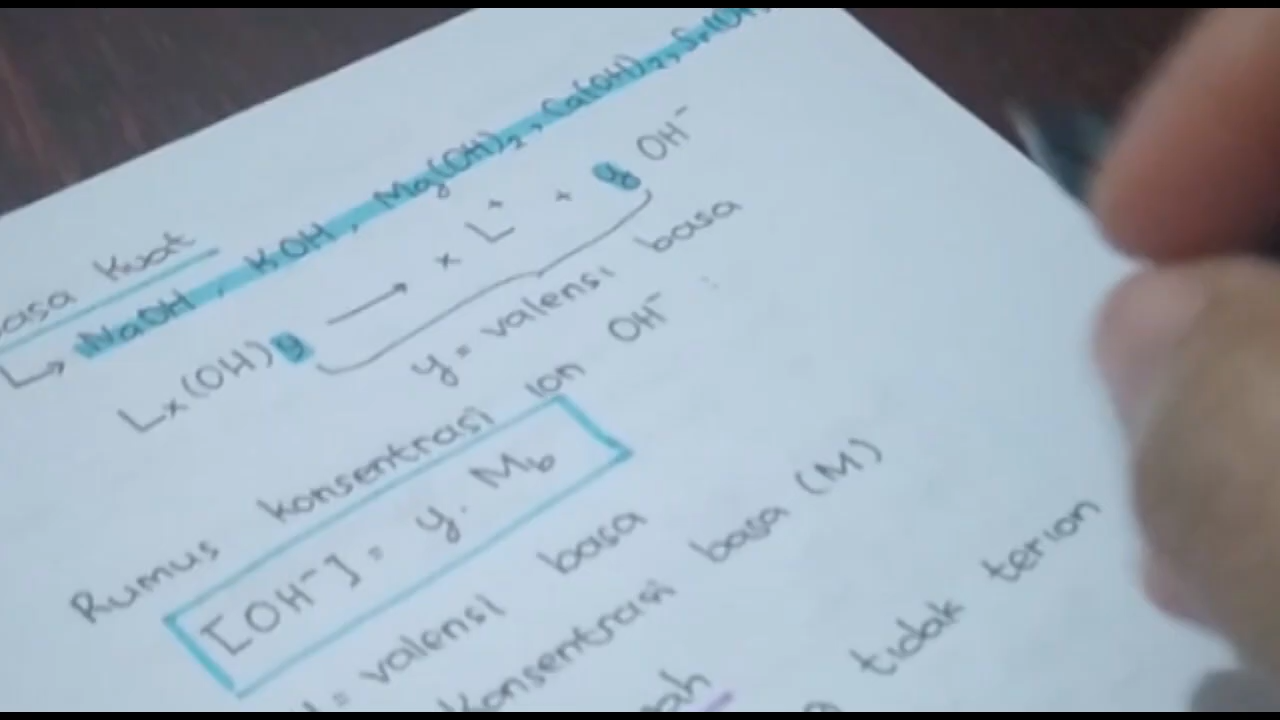 basa Kuat
↳ NaOH , KOH , Mg(OH)₂ , Ca(OH)₂ , Sr(OH)
Lx(OH)y ⟶ x L⁺ + y OH⁻
y = valensi basa
Rumus konsentrasi ion OH⁻
[OH⁻] = y. Mb
= valensi basa
Konsentrasi basa (M)
tidak terion